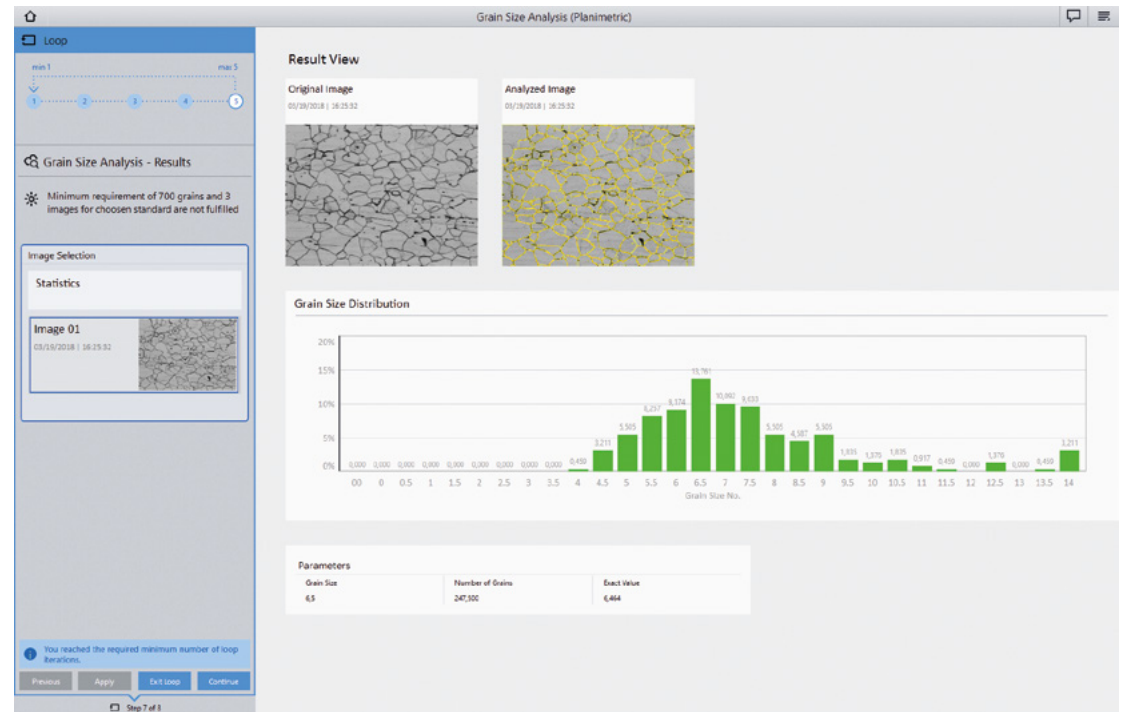 Grain Size Analysis (Planimetric)
Loop
min 1
max 5
1 2 3 4 5
Grain Size Analysis - Results
Minimum requirement of 700 grains and 3
images for choosen standard are not fulfilled
Image Selection
Statistics
Image 01
03/19/2018 | 16:25:32
You reached the required minimum number of loop
iterations.
Previous Apply Exit Loop Continue
Step 7 of 8
Result View
Original Image
03/19/2018 | 16:25:32
Analyzed Image
03/19/2018 | 16:25:32
Grain Size Distribution
20%
15%
10%
5%
0%
0,000 0,000 0,000 0,000 0,000 0,000 0,000 0,000 0,000 0,459 3,211 5,505 8,257 9,174 13,761 10,092 9,633 5,505 4,587 5,505 1,835 1,376 1,835 0,917 0,459 0,000 1,376 0,000 0,459 3,211
00 0 0.5 1 1.5 2 2.5 3 3.5 4 4.5 5 5.5 6 6.5 7 7.5 8 8.5 9 9.5 10 10.5 11 11.5 12 12.5 13 13.5 14
Grain Size No.
Parameters
Grain Size Number of Grains Exact Value
6,5 247,500 6,464